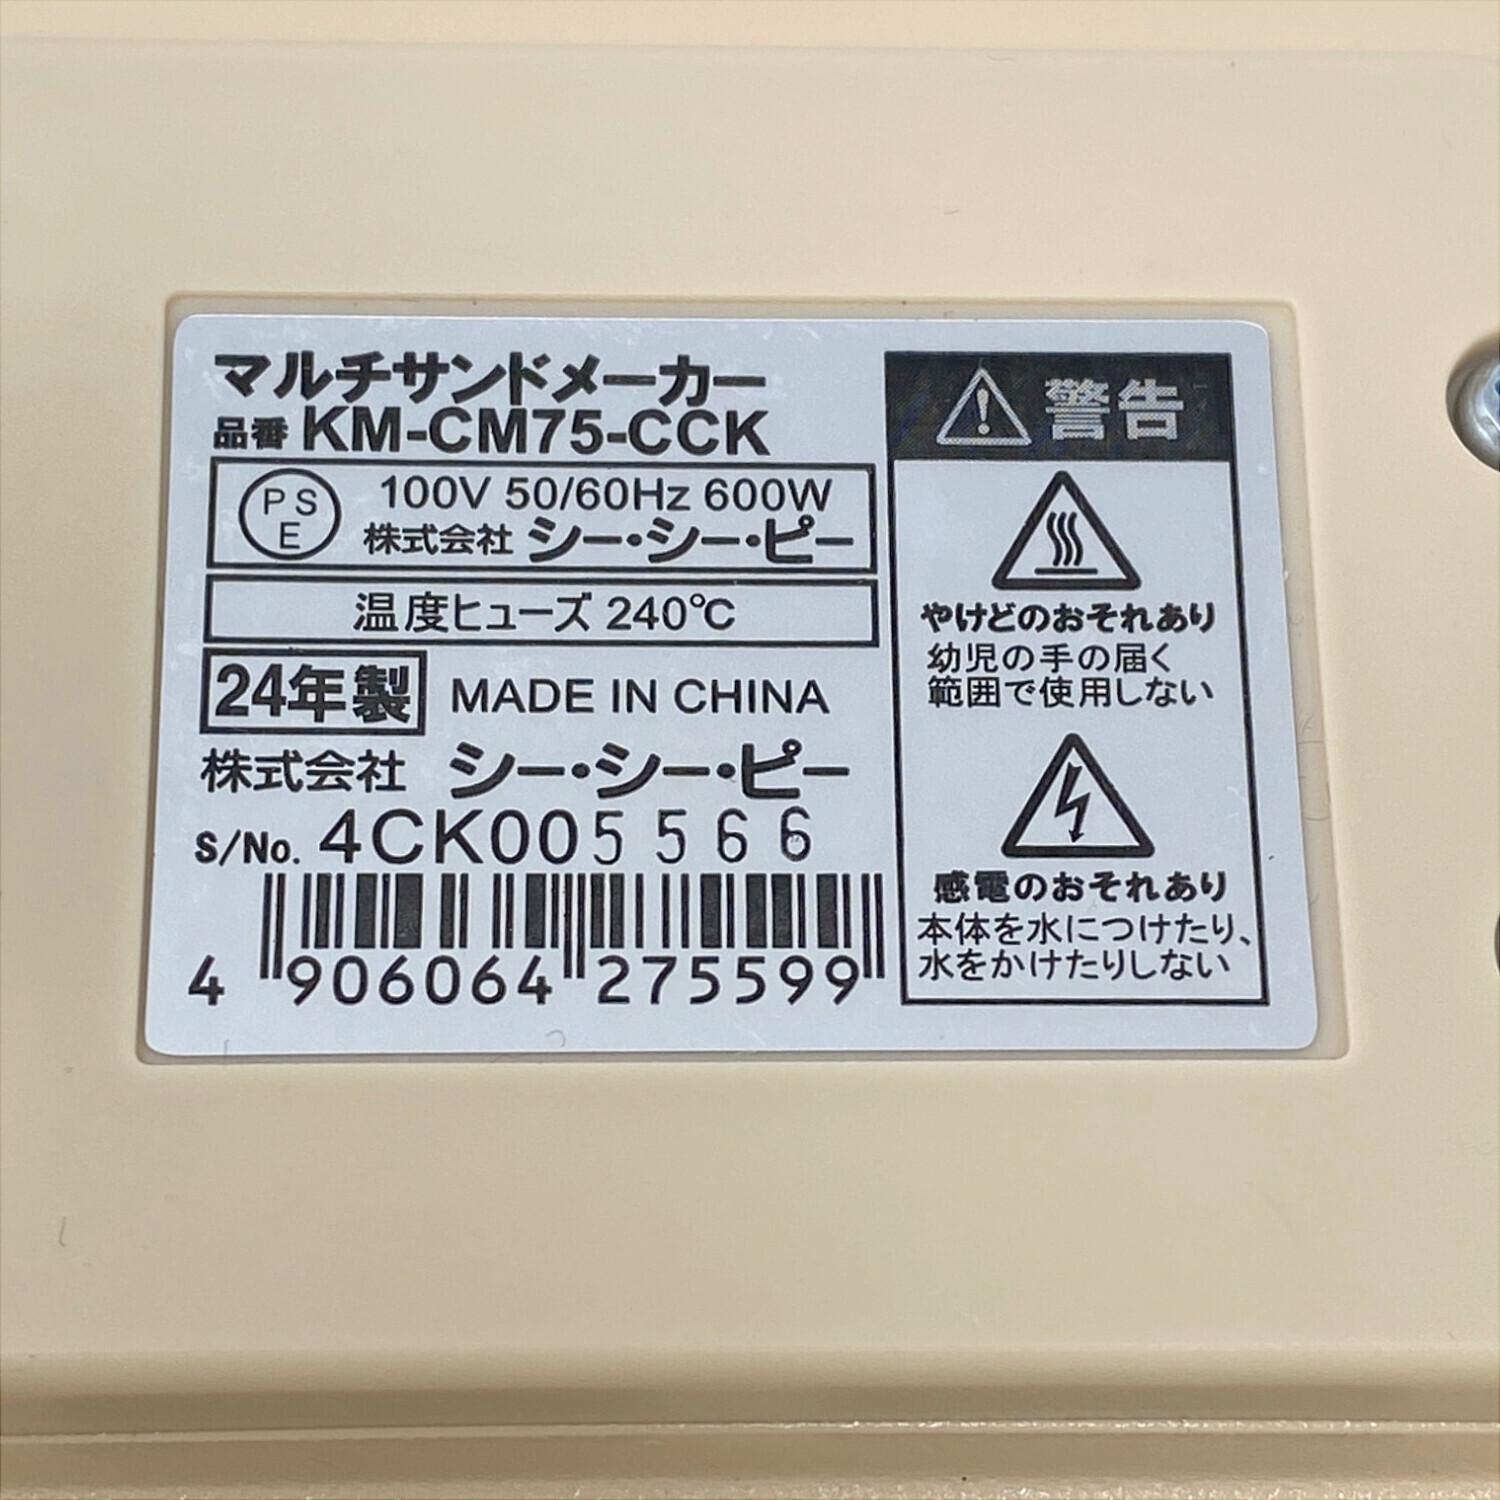 マルチサンドメーカー
品番 KM-CM75-CCK
PS
E
100V 50/60Hz 600W
株式会社 シー・シー・ピー
温度ヒューズ 240℃
24年製 MADE IN CHINA
株式会社 シー・シー・ピー
S/No. 4CK005566
4 906064 275599
警告
やけどのおそれあり
幼児の手の届く
範囲で使用しない
感電のおそれあり
本体を水につけたり、
水をかけたりしない